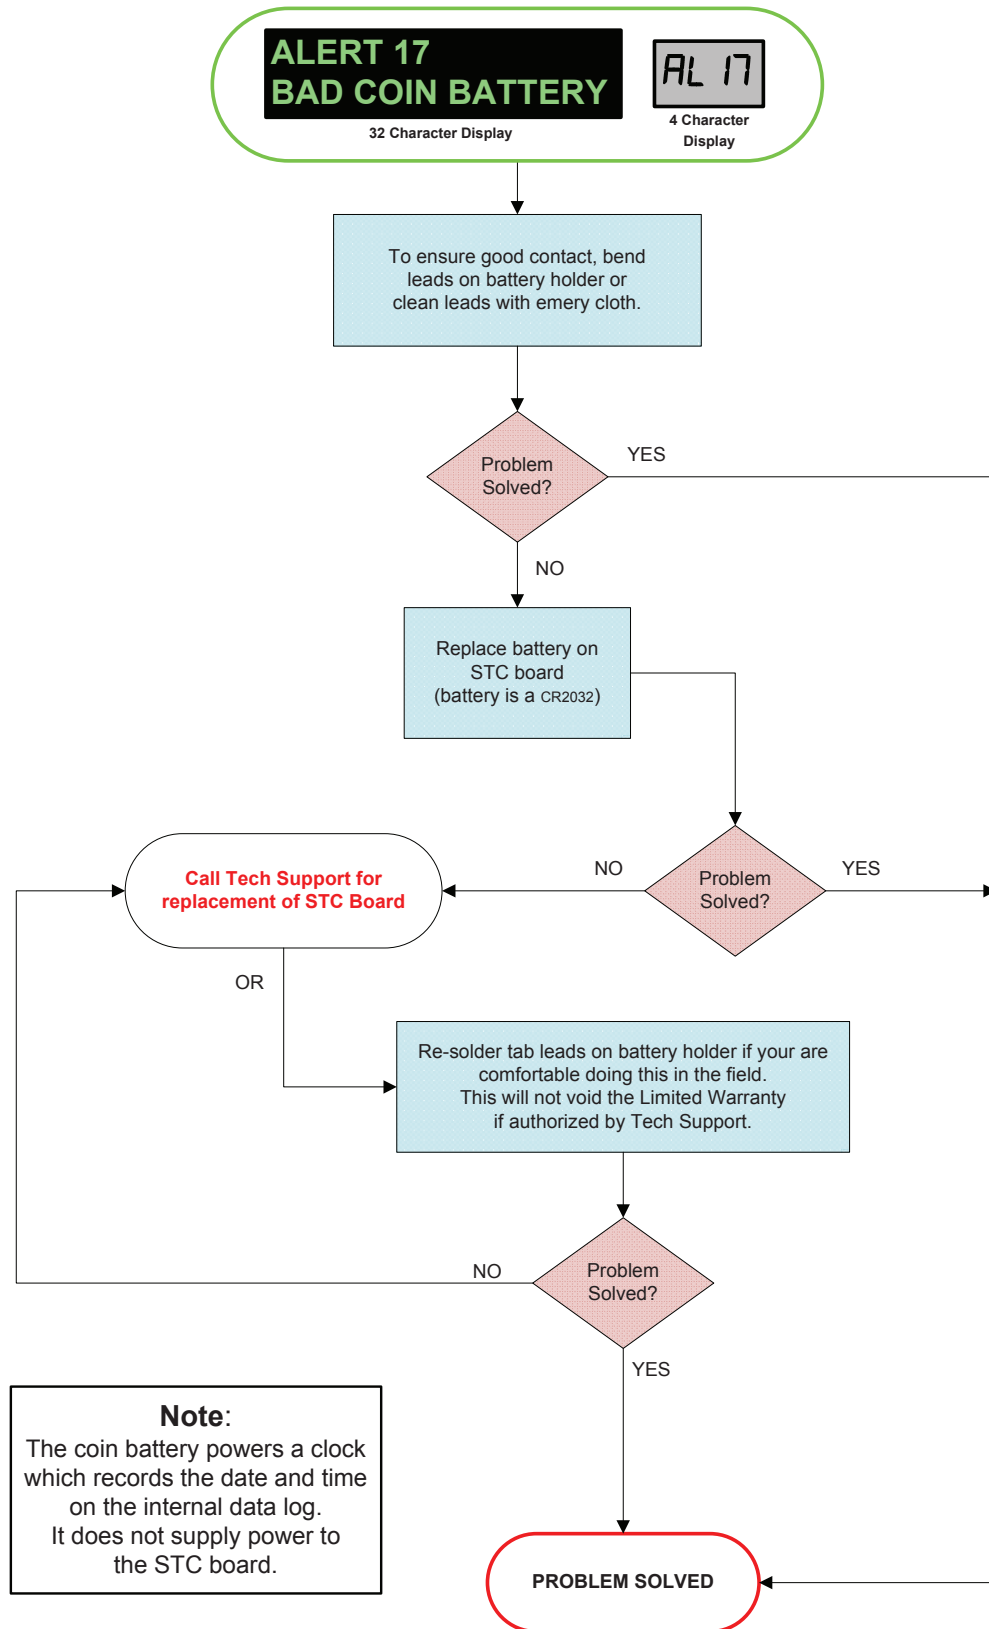 ALERT 17
BAD COIN BATTERY
32 Character Display
AL 17
4 Character
Display
To ensure good contact, bend
leads on battery holder or
clean leads with emery cloth.
Problem
Solved?
YES
NO
Replace battery on
STC board
(battery is a CR2032)
Problem
Solved?
NO
YES
Call Tech Support for
replacement of STC Board
OR
Re-solder tab leads on battery holder if your are
comfortable doing this in the field.
This will not void the Limited Warranty
if authorized by Tech Support.
Problem
Solved?
NO
YES
Note:
The coin battery powers a clock
which records the date and time
on the internal data log.
It does not supply power to
the STC board.
PROBLEM SOLVED